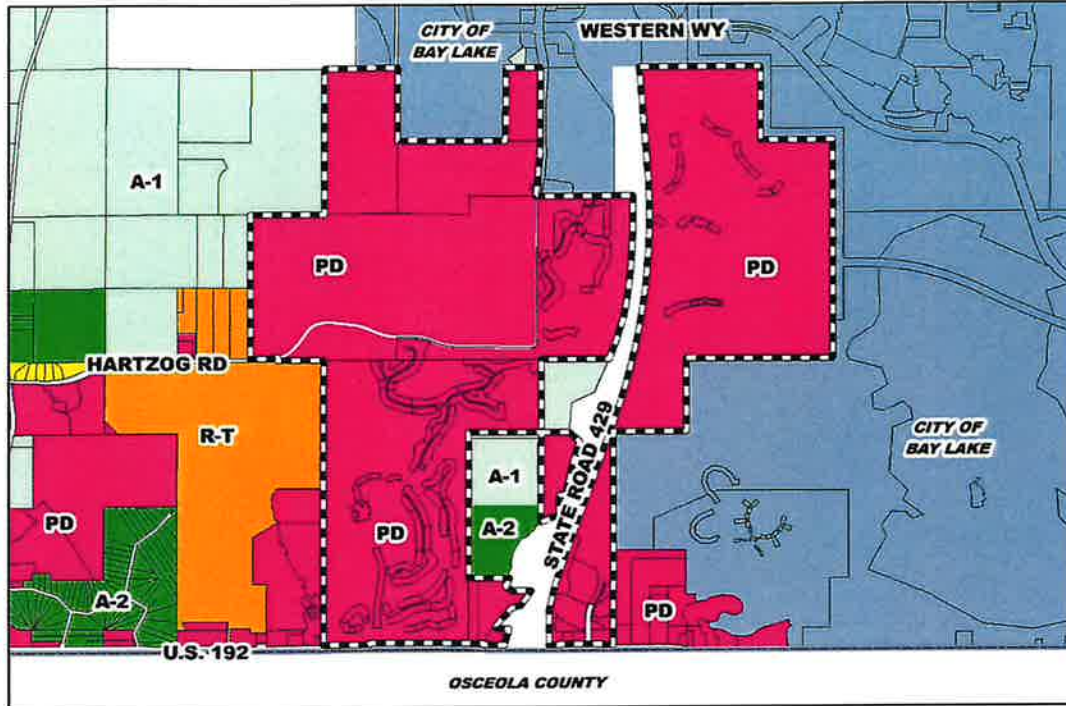 CITY OF
BAY LAKE
WESTERN WY
A-1
PD
PD
HARTZOG RD
R-T
STATE ROAD 429
CITY OF
BAY LAKE
A-1
PD
PD
A-2
A-2
PD
U.S. 192
OSCEOLA COUNTY